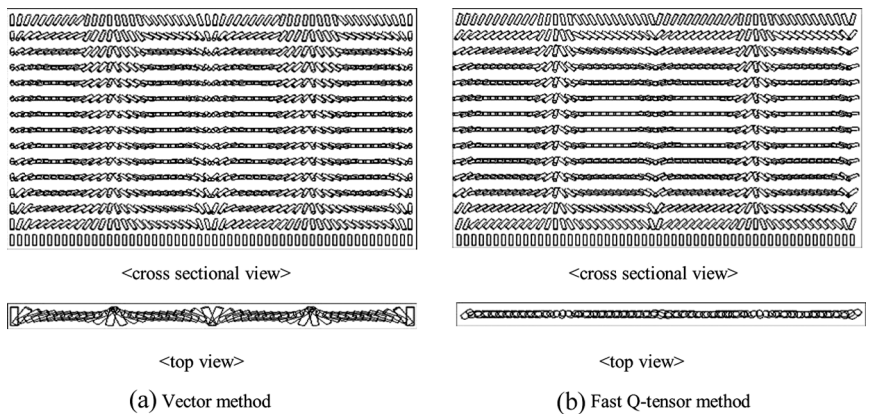 <cross sectional view>
<cross sectional view>
<top view>
<top view>
(a) Vector method
(b) Fast Q-tensor method